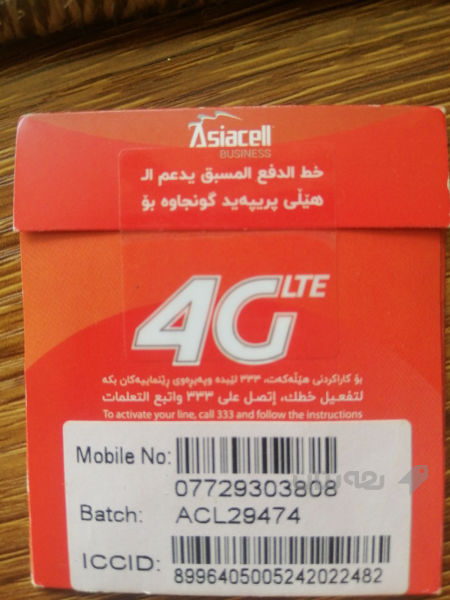 Asiacell
BUSINESS
خط الدفع المسبق يدعم الـ
هێڵی پریپەید گونجاوە بۆ
4G LTE
بۆ کاراکردنی هێڵەکەت، ٣٣٣ لێبدە وپەیڕەوی ڕێنماییەکان بکە
لتفعيل خطك، إتصل على ٣٣٣ واتبع التعلمات
To activate your line, call 333 and follow the instructions
Mobile No:
07729303808
Batch: ACL29474
ICCID:
8996405005242022482